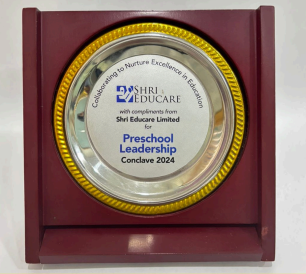 Collaborating to Nurture Excellence in Education
SHRI
EDUCARE
with compliments from
Shri Educare Limited
for
Preschool
Leadership
Conclave 2024